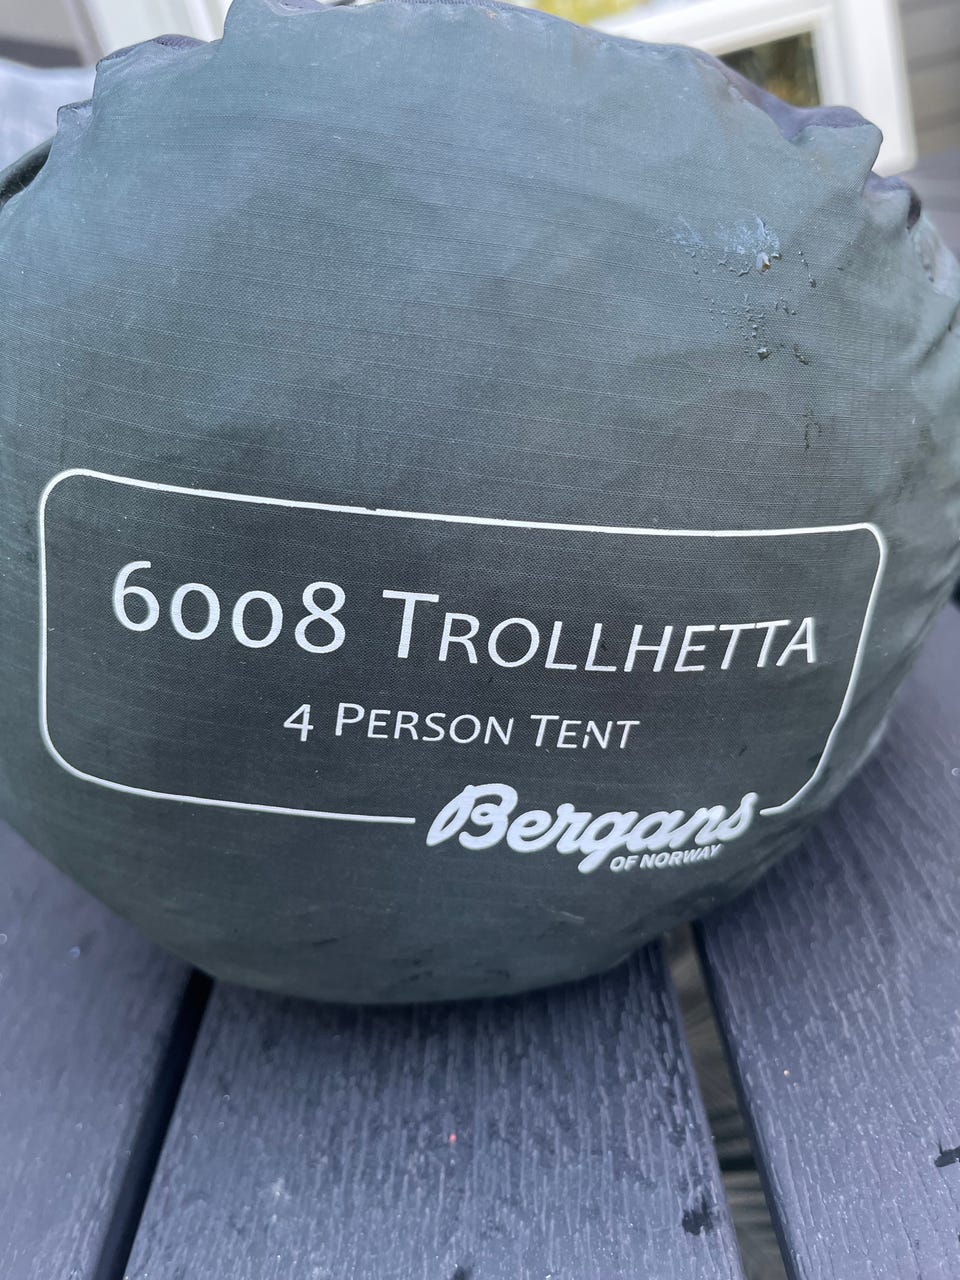 6008 TROLLHETTA
4 PERSON TENT
Bergans
OF NORWAY